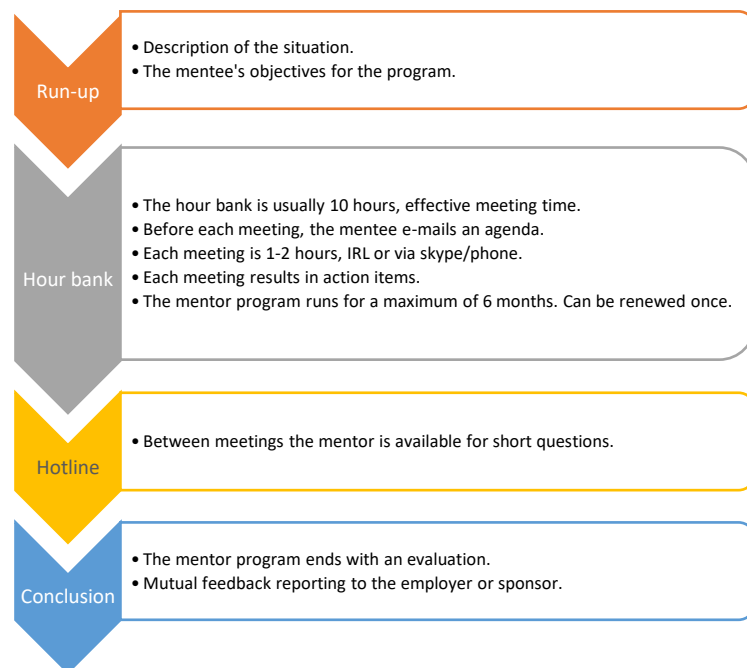 Run-up
• Description of the situation.
• The mentee's objectives for the program.
Hour bank
• The hour bank is usually 10 hours, effective meeting time.
• Before each meeting, the mentee e-mails an agenda.
• Each meeting is 1-2 hours, IRL or via skype/phone.
• Each meeting results in action items.
• The mentor program runs for a maximum of 6 months. Can be renewed once.
Hotline
• Between meetings the mentor is available for short questions.
Conclusion
• The mentor program ends with an evaluation.
• Mutual feedback reporting to the employer or sponsor.